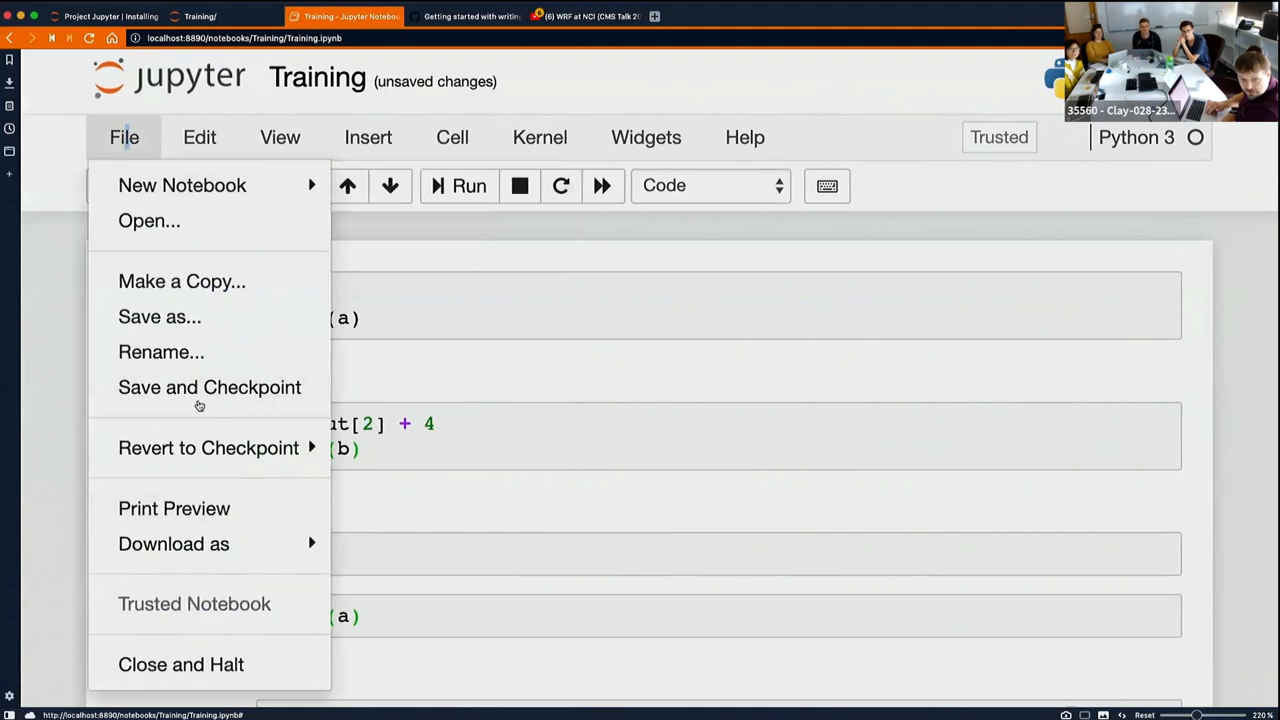 Project Jupyter | Installing
Training/
Training - Jupyter Noteboo
Getting started with writing
(6) WRF at NCI (CMS Talk 20
localhost:8890/notebooks/Training/Training.ipynb
jupyter Training (unsaved changes)
35560 - Clay-028-23...
File Edit View Insert Cell Kernel Widgets Help Trusted Python 3
Run Code
New Notebook
Open...
Make a Copy...
Save as...
Rename...
Save and Checkpoint
Revert to Checkpoint
Print Preview
Download as
Trusted Notebook
Close and Halt
(a)
ut[2] + 4
(b)
(a)
http://localhost:8890/notebooks/Training/Training.ipynb#
Reset 220 %